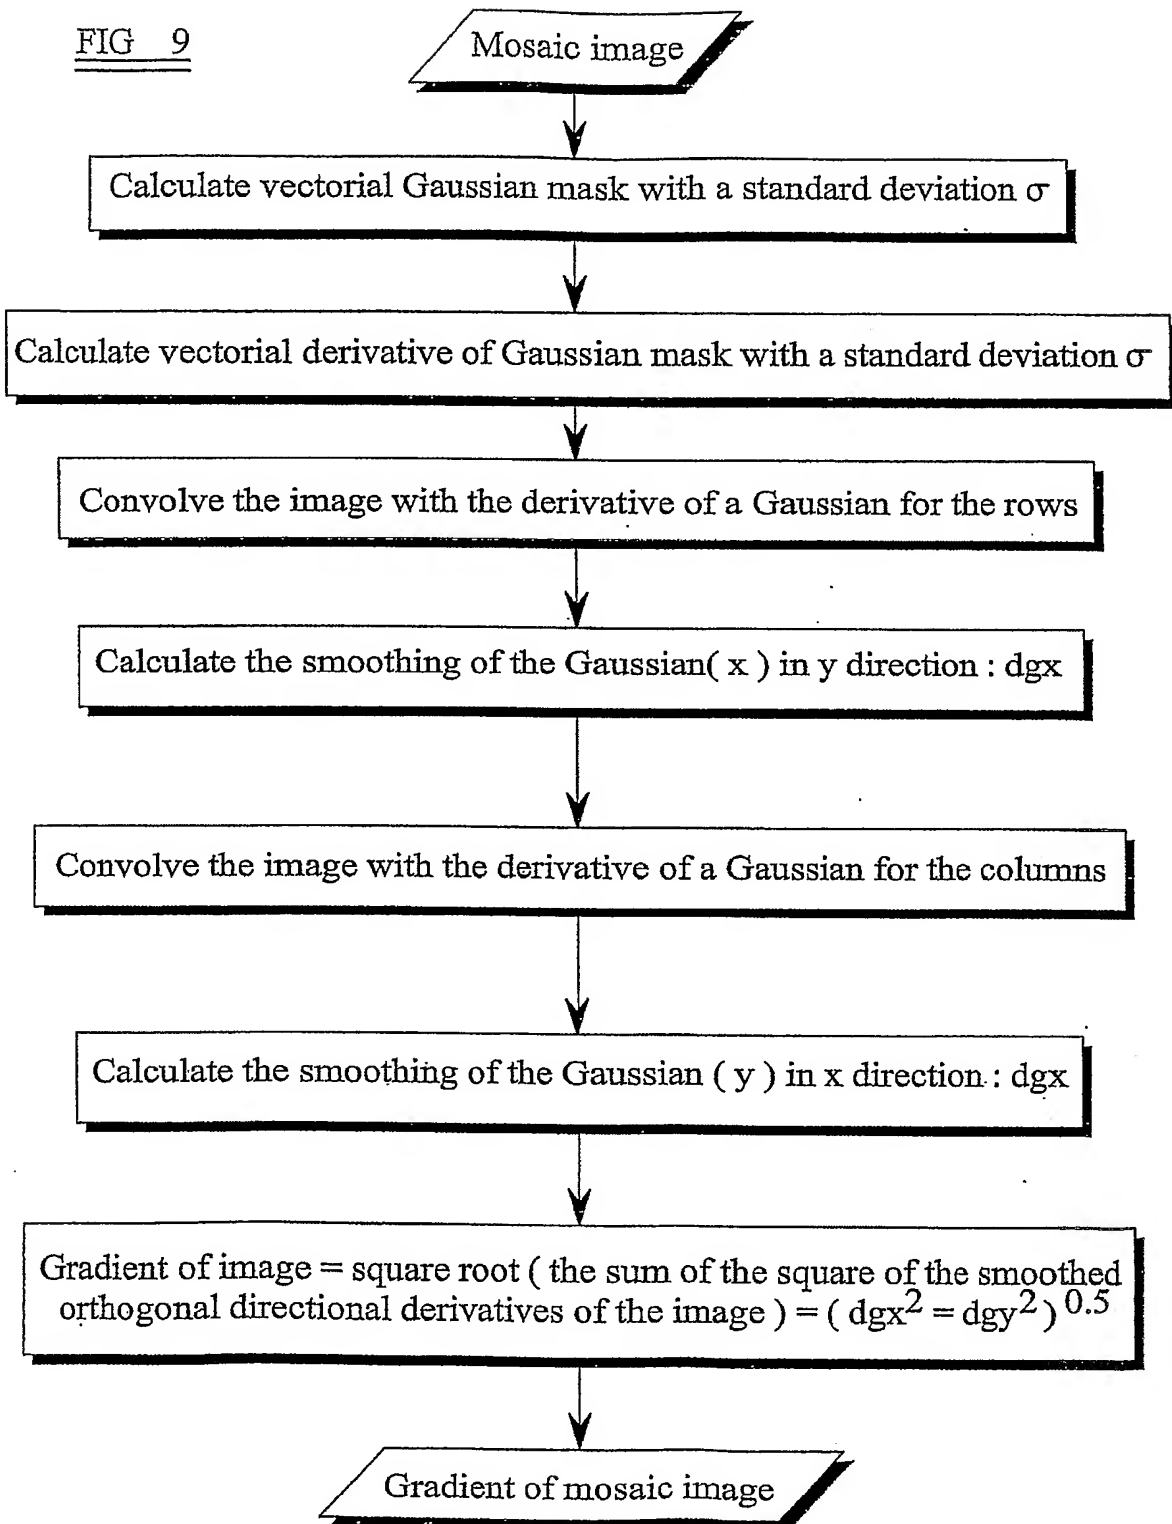 FIG 9
Mosaic image
Calculate vectorial Gaussian mask with a standard deviation σ
Calculate vectorial derivative of Gaussian mask with a standard deviation σ
Convolve the image with the derivative of a Gaussian for the rows
Calculate the smoothing of the Gaussian( x ) in y direction : dgx
Convolve the image with the derivative of a Gaussian for the columns
Calculate the smoothing of the Gaussian ( y ) in x direction : dgx
Gradient of image = square root ( the sum of the square of the smoothed
orthogonal directional derivatives of the image ) = ( dgx² = dgy² )^0.5
Gradient of mosaic image